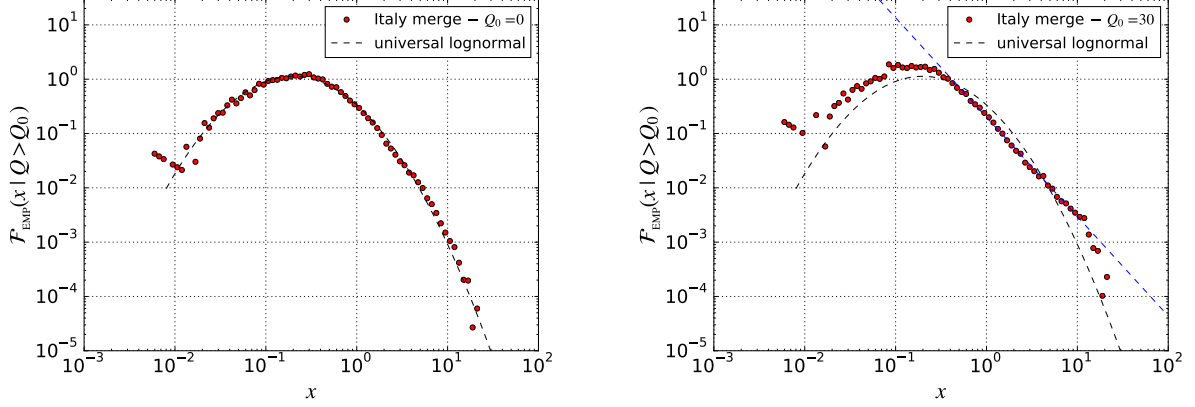 10¹
10⁰
10⁻¹
10⁻²
10⁻³
10⁻⁴
10⁻⁵
ℱ_EMP(x | Q>Q₀)
Italy merge − Q₀=0
universal lognormal
10⁻³ 10⁻² 10⁻¹ 10⁰ 10¹ 10²
x
10¹
10⁰
10⁻¹
10⁻²
10⁻³
10⁻⁴
10⁻⁵
ℱ_EMP(x | Q>Q₀)
Italy merge − Q₀=30
universal lognormal
10⁻³ 10⁻² 10⁻¹ 10⁰ 10¹ 10²
x